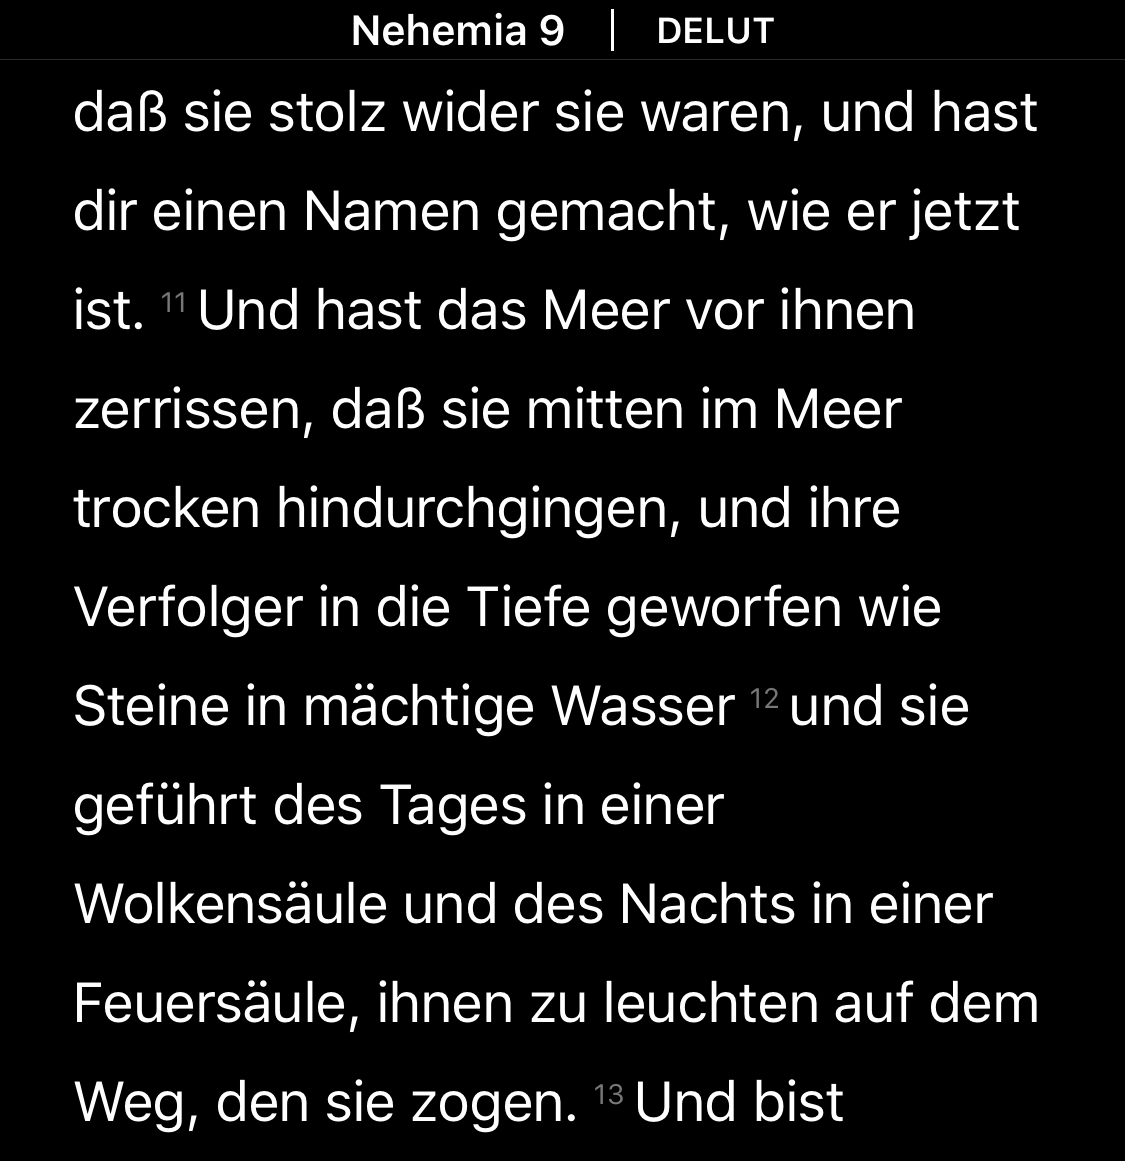 Nehemia 9 | DELUT
daß sie stolz wider sie waren, und hast
dir einen Namen gemacht, wie er jetzt
ist. 11 Und hast das Meer vor ihnen
zerrissen, daß sie mitten im Meer
trocken hindurchgingen, und ihre
Verfolger in die Tiefe geworfen wie
Steine in mächtige Wasser 12 und sie
geführt des Tages in einer
Wolkensäule und des Nachts in einer
Feuersäule, ihnen zu leuchten auf dem
Weg, den sie zogen. 13 Und bist